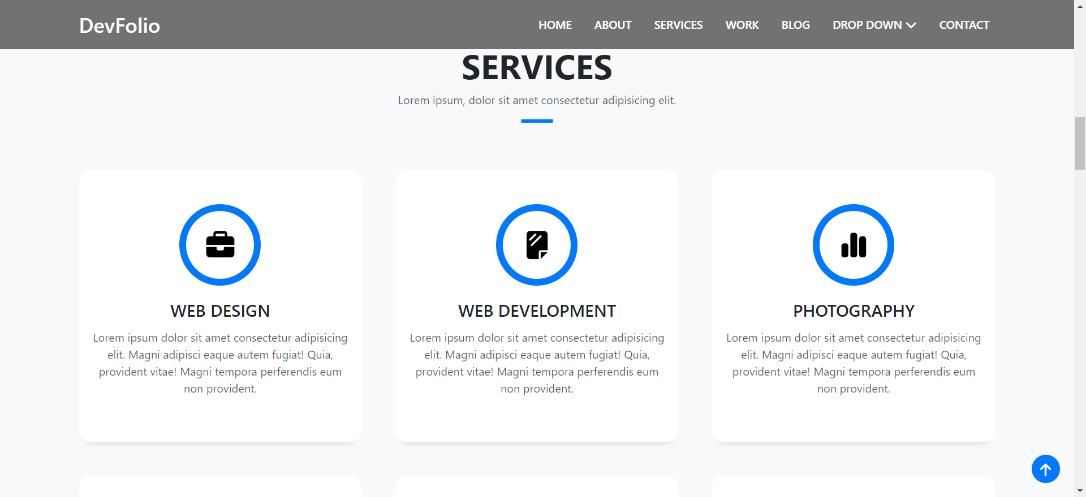 DevFolio
HOME ABOUT SERVICES WORK BLOG DROP DOWN CONTACT
SERVICES
Lorem ipsum, dolor sit amet consectetur adipisicing elit.
WEB DESIGN
Lorem ipsum dolor sit amet consectetur adipisicing
elit. Magni adipisci eaque autem fugiat! Quia,
provident vitae! Magni tempora perferendis eum
non provident.
WEB DEVELOPMENT
Lorem ipsum dolor sit amet consectetur adipisicing
elit. Magni adipisci eaque autem fugiat! Quia,
provident vitae! Magni tempora perferendis eum
non provident.
PHOTOGRAPHY
Lorem ipsum dolor sit amet consectetur adipisicing
elit. Magni adipisci eaque autem fugiat! Quia,
provident vitae! Magni tempora perferendis eum
non provident.